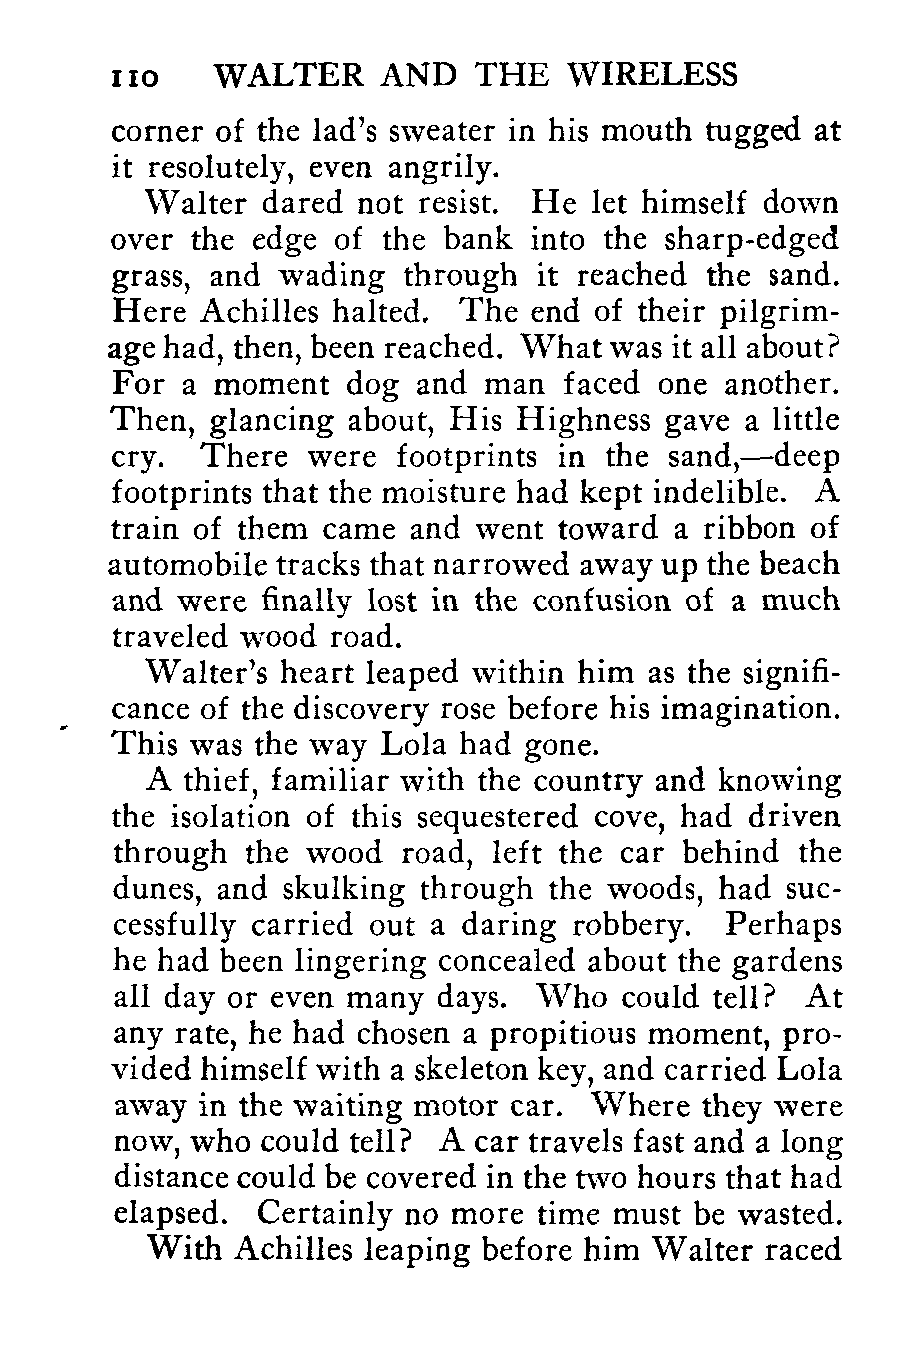 110 WALTER AND THE WIRELESS
corner of the lad's sweater in his mouth tugged at
it resolutely, even angrily.
Walter dared not resist. He let himself down
over the edge of the bank into the sharp-edged
grass, and wading through it reached the sand.
Here Achilles halted. The end of their pilgrim-
age had, then, been reached. What was it all about?
For a moment dog and man faced one another.
Then, glancing about, His Highness gave a little
cry. There were footprints in the sand,—deep
footprints that the moisture had kept indelible. A
train of them came and went toward a ribbon of
automobile tracks that narrowed away up the beach
and were finally lost in the confusion of a much
traveled wood road.
Walter's heart leaped within him as the signifi-
cance of the discovery rose before his imagination.
This was the way Lola had gone.
A thief, familiar with the country and knowing
the isolation of this sequestered cove, had driven
through the wood road, left the car behind the
dunes, and skulking through the woods, had suc-
cessfully carried out a daring robbery. Perhaps
he had been lingering concealed about the gardens
all day or even many days. Who could tell? At
any rate, he had chosen a propitious moment, pro-
vided himself with a skeleton key, and carried Lola
away in the waiting motor car. Where they were
now, who could tell? A car travels fast and a long
distance could be covered in the two hours that had
elapsed. Certainly no more time must be wasted.
With Achilles leaping before him Walter raced